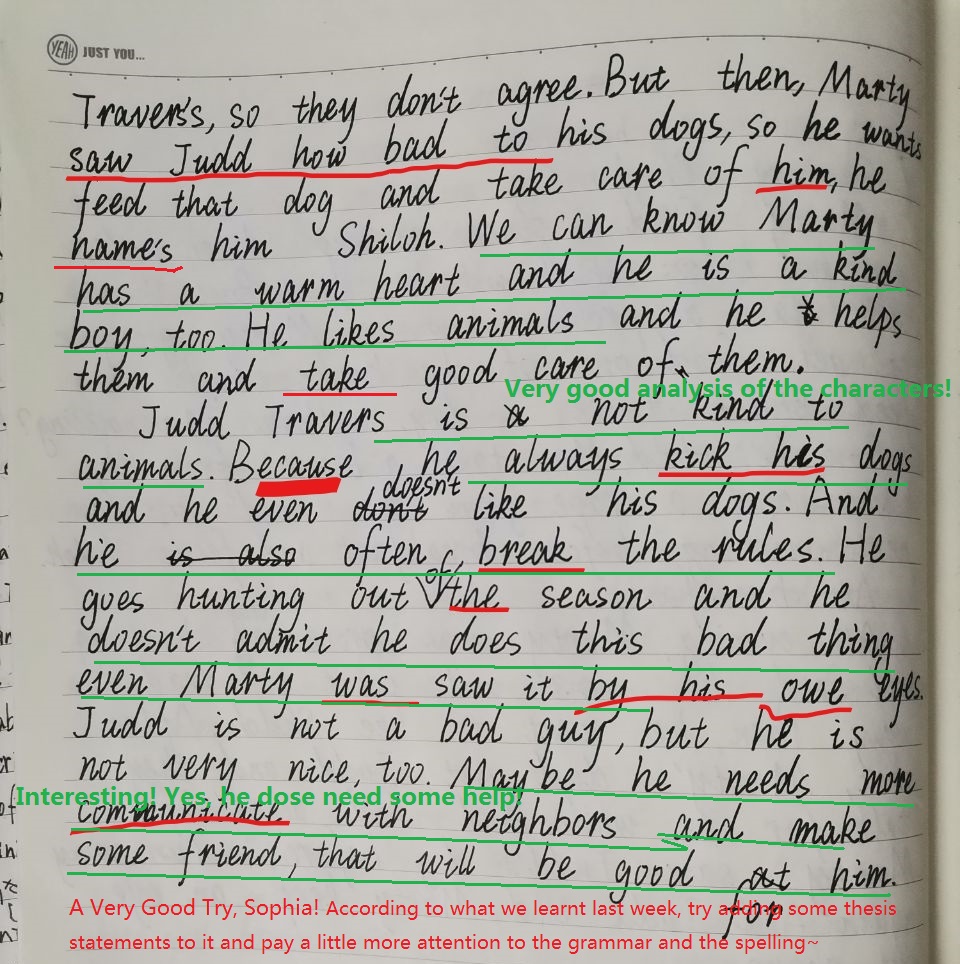 YEAH JUST YOU...
Travers's, so they don't agree. But then, Marty
saw Judd how bad to his dogs, so he wants
feed that dog and take care of him, he
name's him Shiloh. We can know Marty
has a warm heart and he is a kind
boy, too. He likes animals and he helps
them and take good care of them.
Very good analysis of the characters!
Judd Travers is not kind to
animals. Because he always kick his dogs
and he even don't doesn't like his dogs. And
he is also often break the rules. He
goes hunting out of the season and he
doesn't admit he does this bad thing
even Marty was saw it by his owe eyes.
Judd is not a bad guy, but he is
not very nice, too. Maybe he needs more
Interesting! Yes, he dose need some help!
communitate with neighbors and make
some friend, that will be good at him.
for
A Very Good Try, Sophia! According to what we learnt last week, try adding some thesis
statements to it and pay a little more attention to the grammar and the spelling~